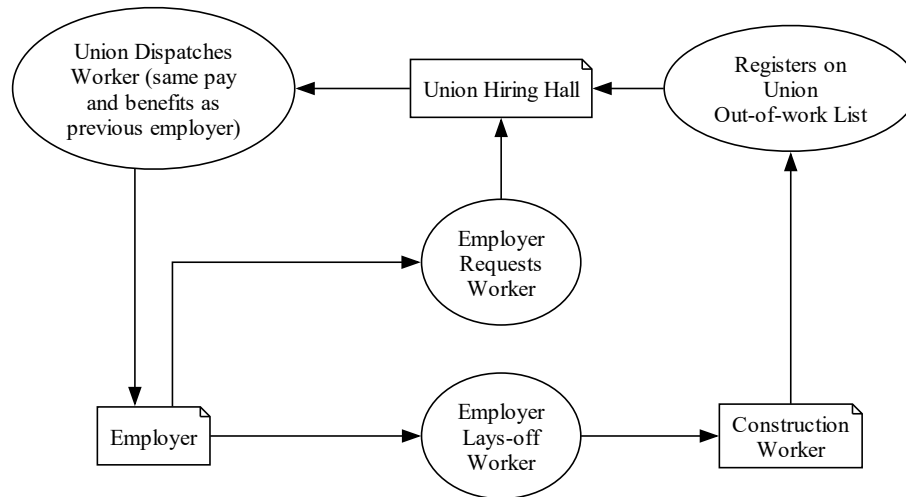 Union Dispatches
Worker (same pay
and benefits as
previous employer)
Union Hiring Hall
Registers on
Union
Out-of-work List
Employer
Requests
Worker
Employer
Employer
Lays-off
Worker
Construction
Worker